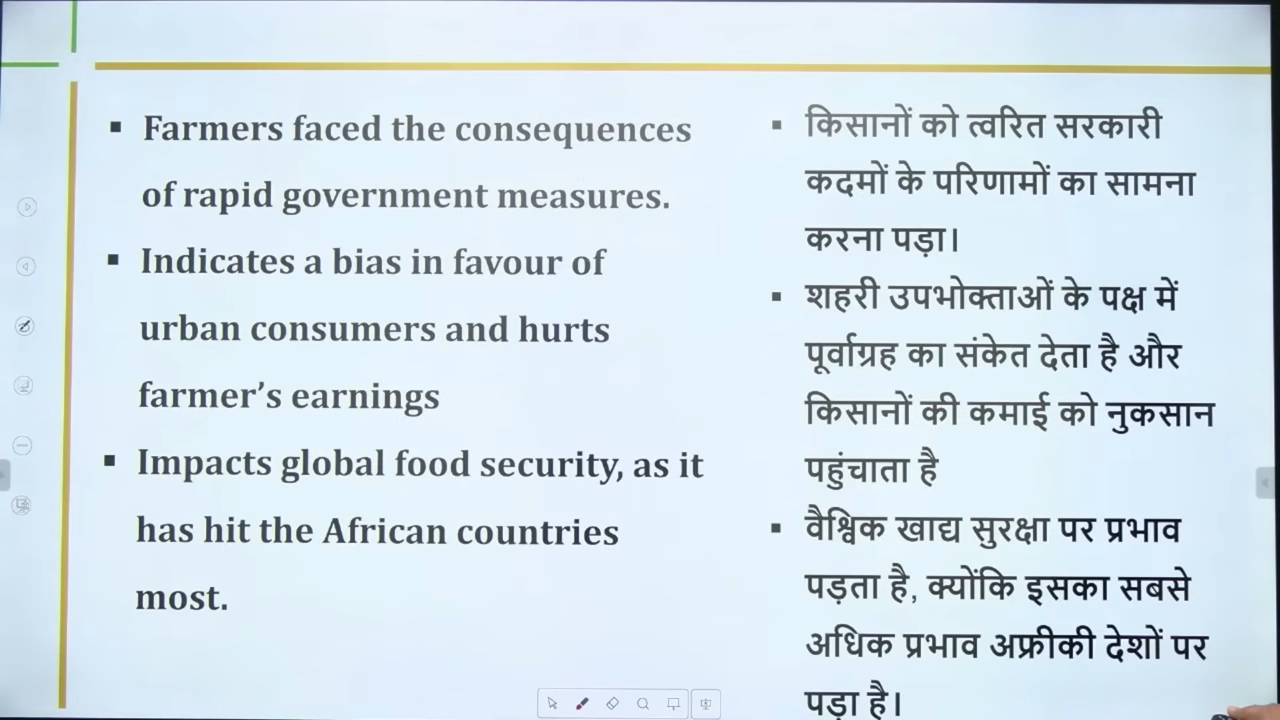 ▪ Farmers faced the consequences
of rapid government measures.
▪ Indicates a bias in favour of
urban consumers and hurts
farmer’s earnings
▪ Impacts global food security, as it
has hit the African countries
most.
▪ किसानों को त्वरित सरकारी
कदमों के परिणामों का सामना
करना पड़ा।
▪ शहरी उपभोक्ताओं के पक्ष में
पूर्वाग्रह का संकेत देता है और
किसानों की कमाई को नुकसान
पहुंचाता है
▪ वैश्विक खाद्य सुरक्षा पर प्रभाव
पड़ता है, क्योंकि इसका सबसे
अधिक प्रभाव अफ्रीकी देशों पर
पड़ा है।